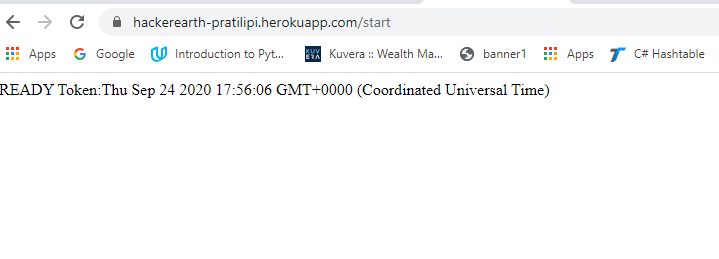 hackerearth-pratilipi.herokuapp.com/start
Apps Google Introduction to Pyt... KUVERA Kuvera :: Wealth Ma... banner1 Apps C# Hashtable
READY Token:Thu Sep 24 2020 17:56:06 GMT+0000 (Coordinated Universal Time)